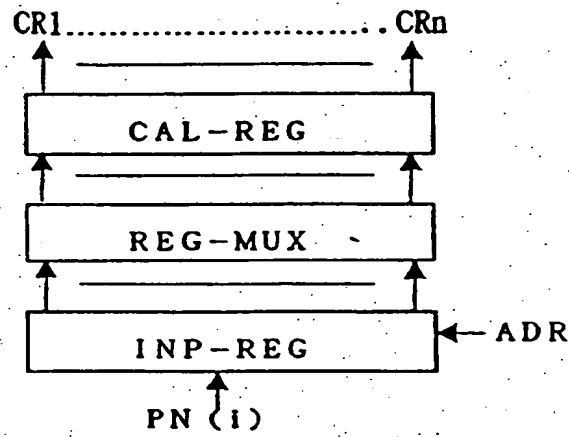 CR1.............................CRn
CAL-REG
REG-MUX
INP-REG
ADR
PN(i)